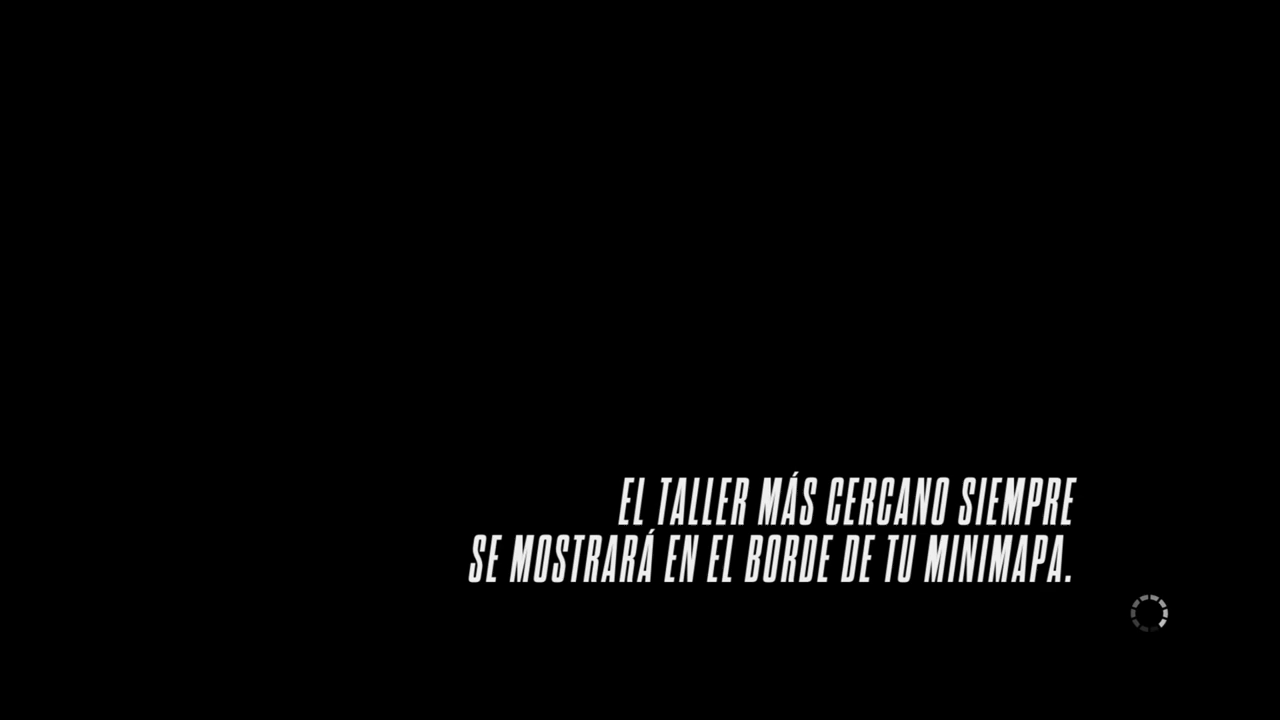 EL TALLER MÁS CERCANO SIEMPRE
SE MOSTRARÁ EN EL BORDE DE TU MINIMAPA.